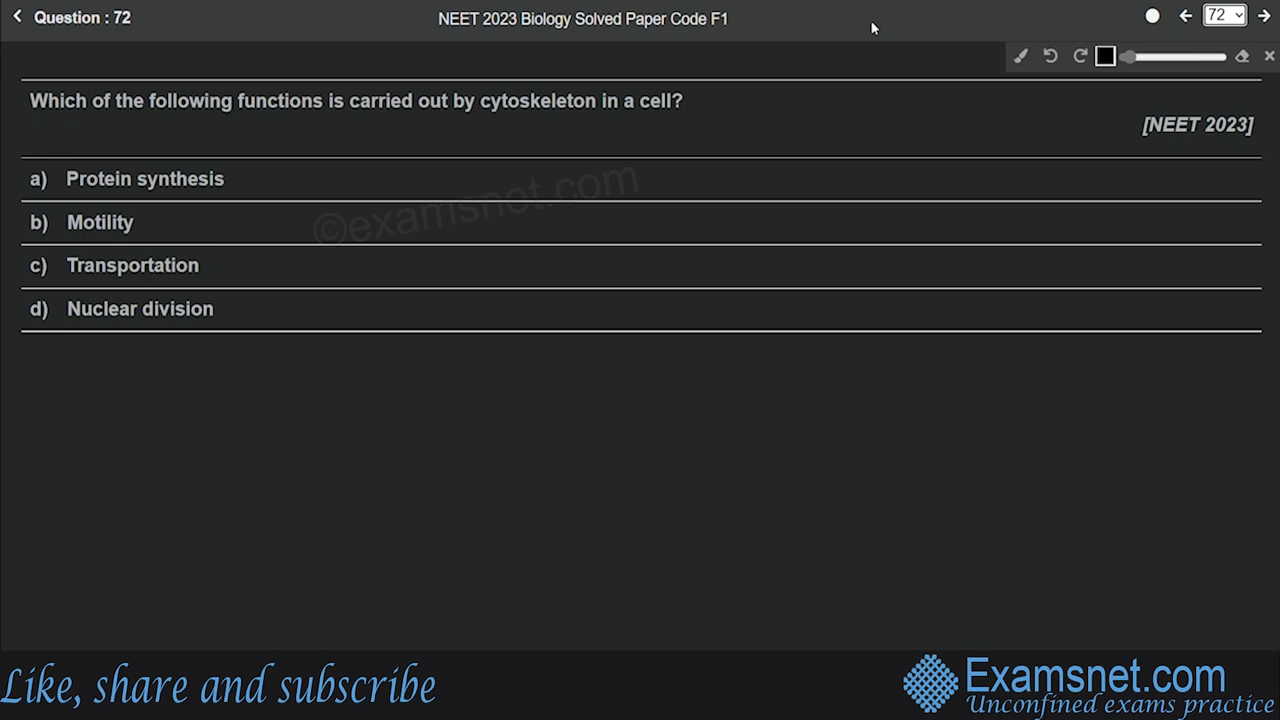 Question : 72
NEET 2023 Biology Solved Paper Code F1
72
Which of the following functions is carried out by cytoskeleton in a cell?
[NEET 2023]
a) Protein synthesis
©examsnet.com
b) Motility
c) Transportation
d) Nuclear division
Like, share and subscribe
Examsnet.com
Unconfined exams practice